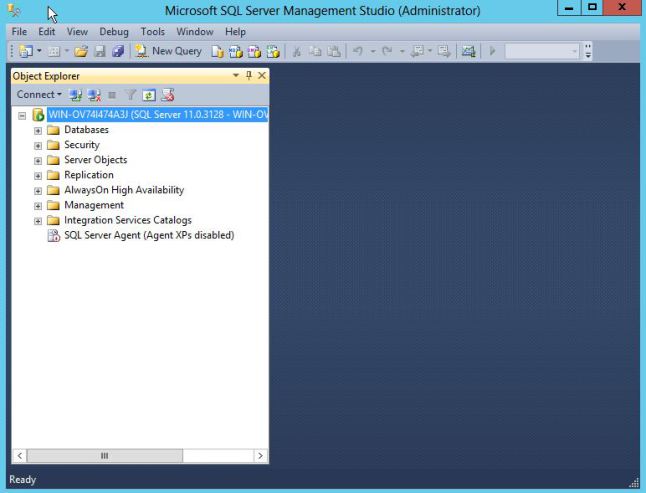 Microsoft SQL Server Management Studio (Administrator)
File Edit View Debug Tools Window Help
New Query
Object Explorer
Connect
WIN-OV74I474A3J (SQL Server 11.0.3128 - WIN-OV
Databases
Security
Server Objects
Replication
AlwaysOn High Availability
Management
Integration Services Catalogs
SQL Server Agent (Agent XPs disabled)
Ready